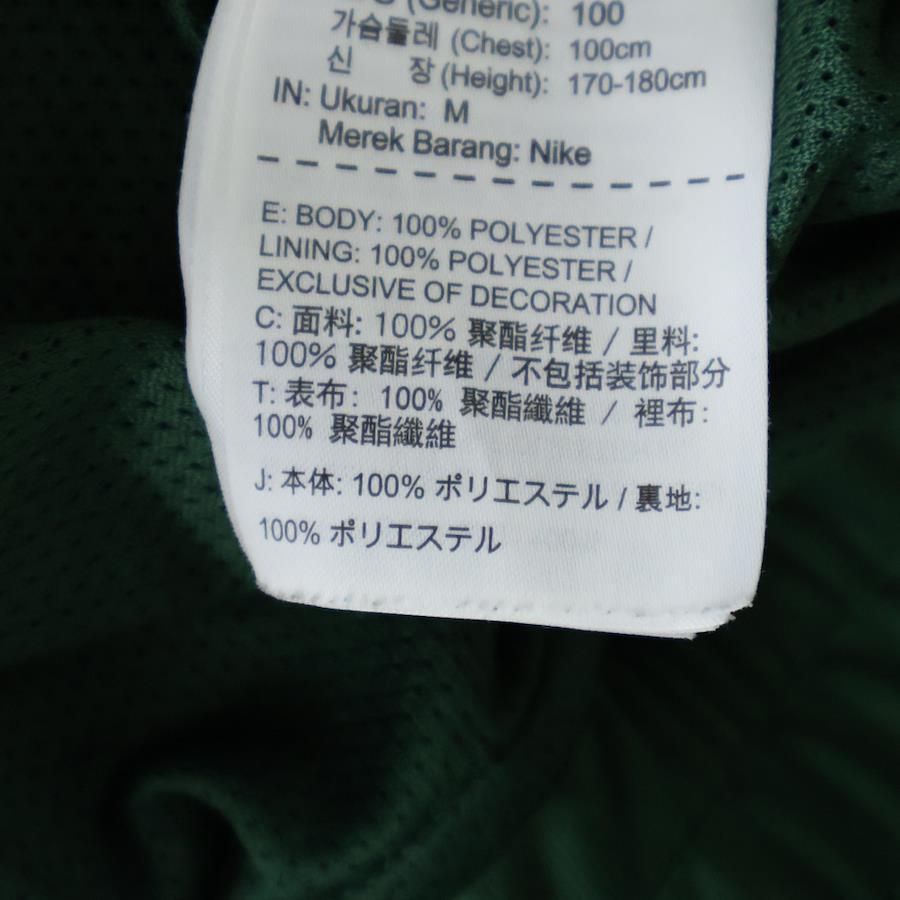 (Generic): 100
가슴둘레 (Chest): 100cm
신 장 (Height): 170-180cm
IN: Ukuran: M
Merek Barang: Nike
E: BODY: 100% POLYESTER /
LINING: 100% POLYESTER /
EXCLUSIVE OF DECORATION
C: 面料: 100% 聚酯纤维 / 里料:
100% 聚酯纤维 / 不包括装饰部分
T: 表布: 100% 聚酯纖維 / 裡布:
100% 聚酯纖維
J: 本体: 100% ポリエステル / 裏地:
100% ポリエステル